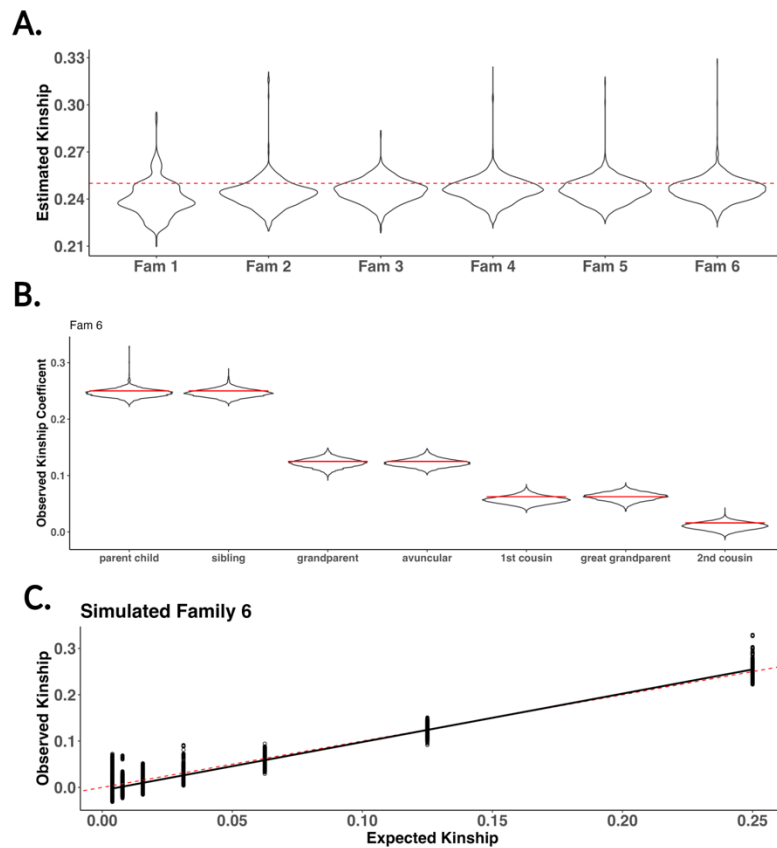 A.
Estimated Kinship
0.33
0.30
0.27
0.24
0.21
Fam 1 Fam 2 Fam 3 Fam 4 Fam 5 Fam 6
B.
Fam 6
Observed Kinship Coefficent
0.3
0.2
0.1
0.0
parent child sibling grandparent avuncular 1st cousin great grandparent 2nd cousin
C.
Simulated Family 6
Observed Kinship
0.3
0.2
0.1
0.0
0.00 0.05 0.10 0.15 0.20 0.25
Expected Kinship